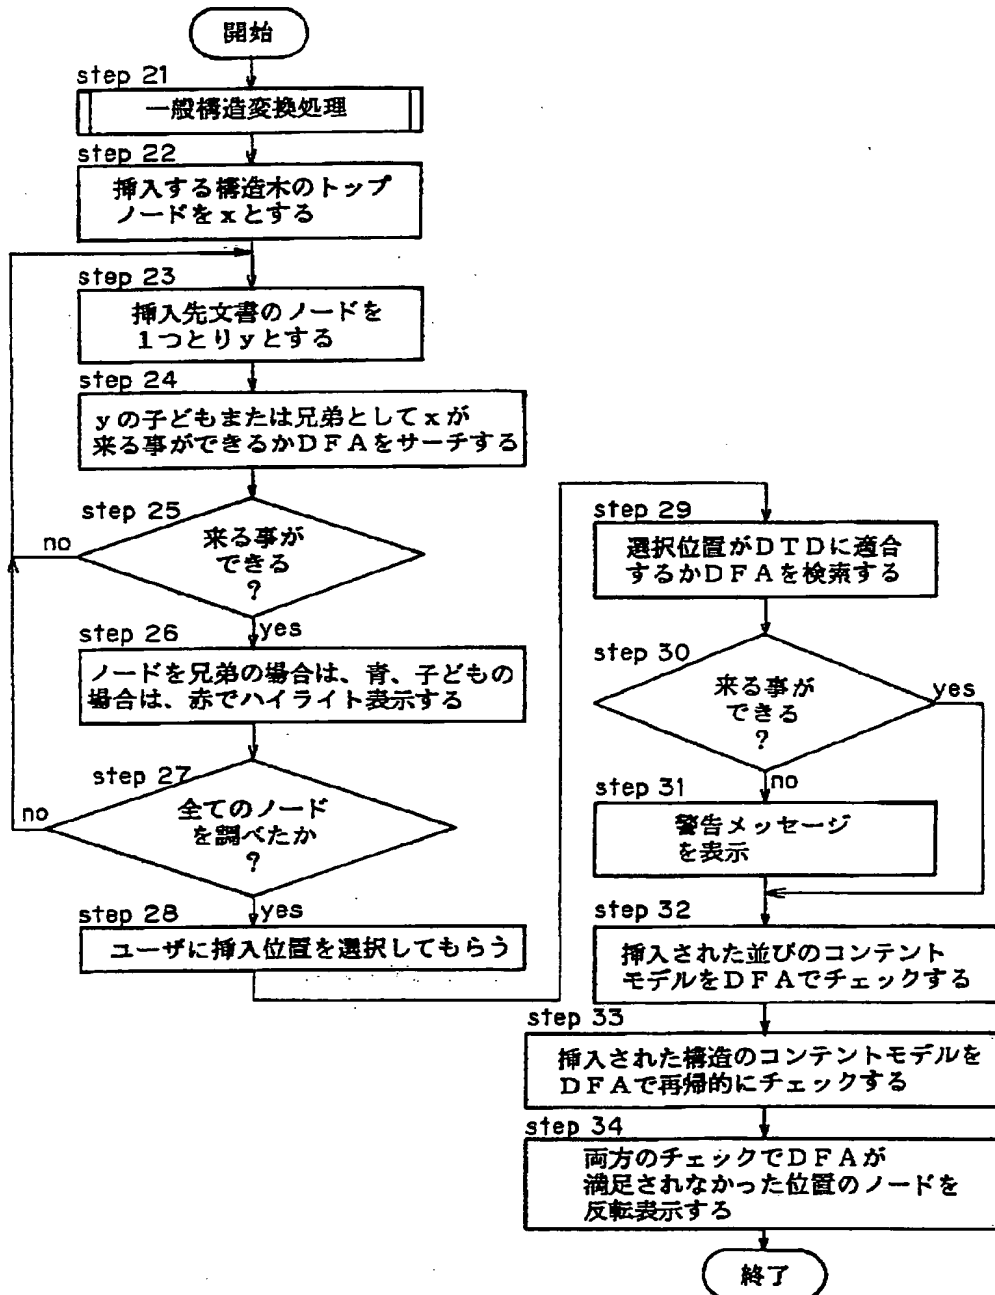 開始
step 21
一般構造変換処理
step 22
挿入する構造木のトップ
ノードをxとする
step 23
挿入先文書のノードを
1つとりyとする
step 24
yの子どもまたは兄弟としてxが
来る事ができるかDFAをサーチする
step 25
来る事が
できる
?
no
yes
step 26
ノードを兄弟の場合は、青、子どもの
場合は、赤でハイライト表示する
step 27
全てのノード
を調べたか
?
no
yes
step 28
ユーザに挿入位置を選択してもらう
step 29
選択位置がDTDに適合
するかDFAを検索する
step 30
来る事が
できる
?
yes
no
step 31
警告メッセージ
を表示
step 32
挿入された並びのコンテント
モデルをDFAでチェックする
step 33
挿入された構造のコンテントモデルを
DFAで再帰的にチェックする
step 34
両方のチェックでDFAが
満足されなかった位置のノードを
反転表示する
終了